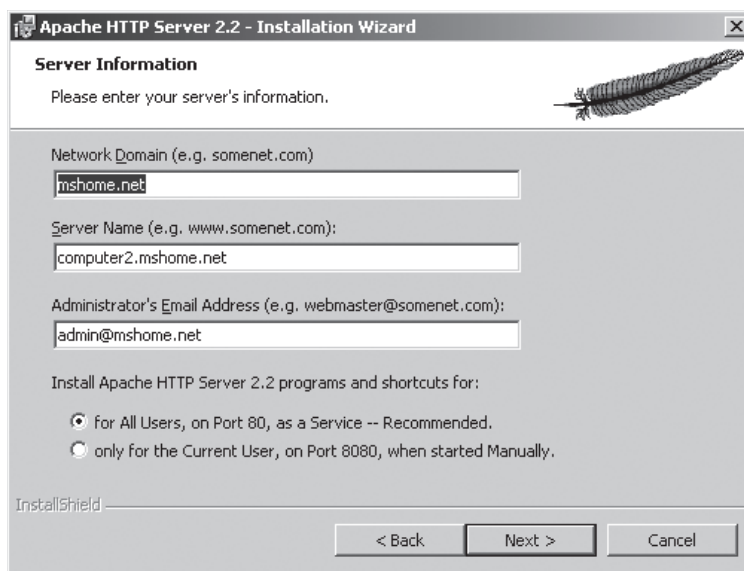 Apache HTTP Server 2.2 - Installation Wizard
Server Information
Please enter your server's information.
Network Domain (e.g. somenet.com)
mshome.net
Server Name (e.g. www.somenet.com):
computer2.mshome.net
Administrator's Email Address (e.g. webmaster@somenet.com):
admin@mshome.net
Install Apache HTTP Server 2.2 programs and shortcuts for:
for All Users, on Port 80, as a Service -- Recommended.
only for the Current User, on Port 8080, when started Manually.
InstallShield
< Back Next > Cancel